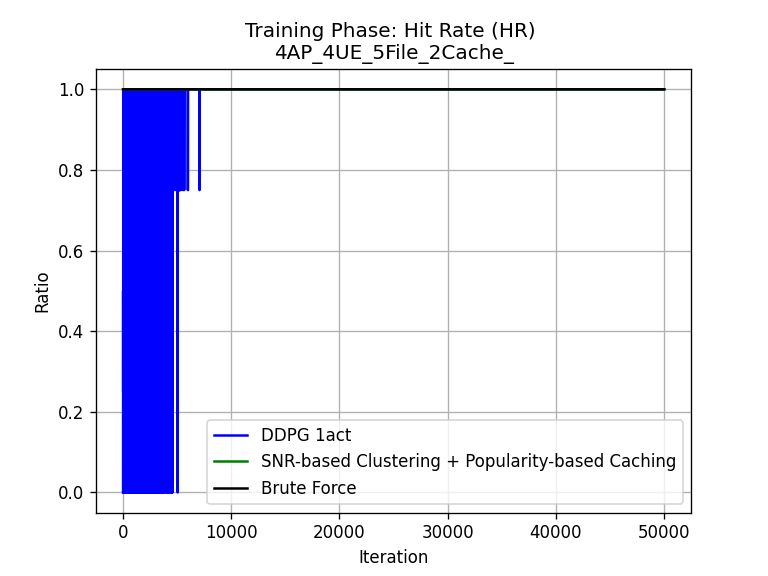 Training Phase: Hit Rate (HR)
4AP_4UE_5File_2Cache_
1.0
0.8
0.6
0.4
0.2
0.0
Ratio
DDPG 1act
SNR-based Clustering + Popularity-based Caching
Brute Force
0 10000 20000 30000 40000 50000
Iteration